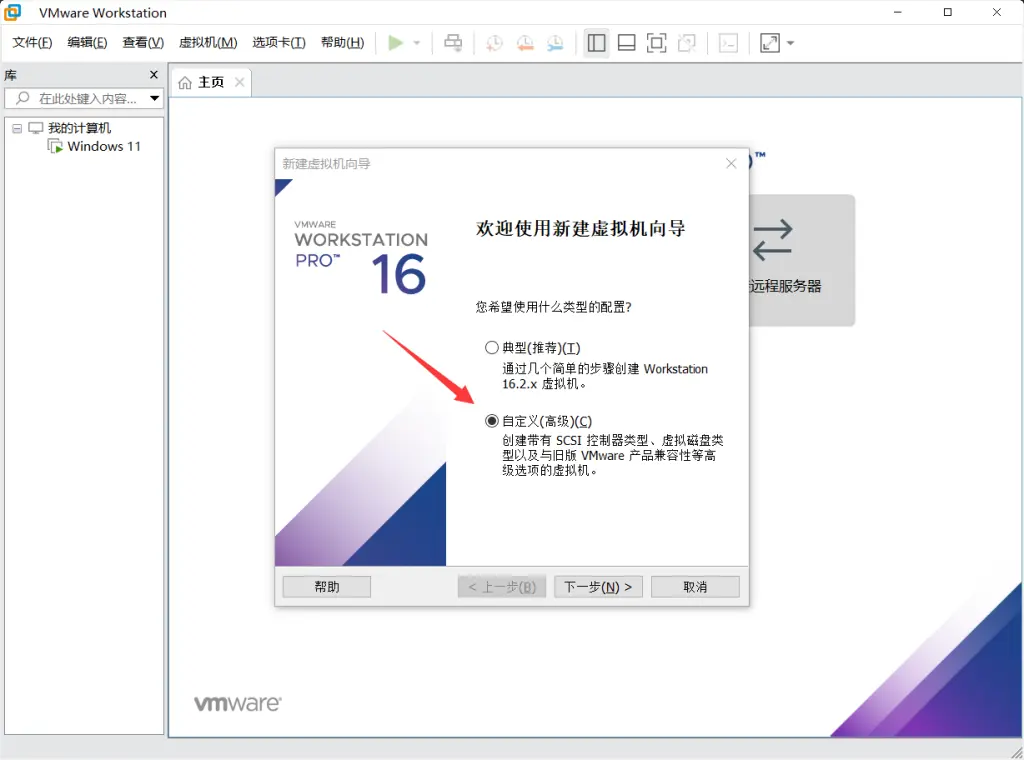 VMware Workstation
文件(F) 编辑(E) 查看(V) 虚拟机(M) 选项卡(T) 帮助(H)
库
在此处键入内容...
主页
我的计算机
Windows 11
新建虚拟机向导
VMWARE
WORKSTATION
PRO™ 16
欢迎使用新建虚拟机向导
您希望使用什么类型的配置?
典型(推荐)(T)
通过几个简单的步骤创建 Workstation
16.2.x 虚拟机。
自定义(高级)(C)
创建带有 SCSI 控制器类型、虚拟磁盘类
型以及与旧版 VMware 产品兼容性等高
级选项的虚拟机。
帮助
< 上一步(B) 下一步(N) > 取消
™
远程服务器
vmware®